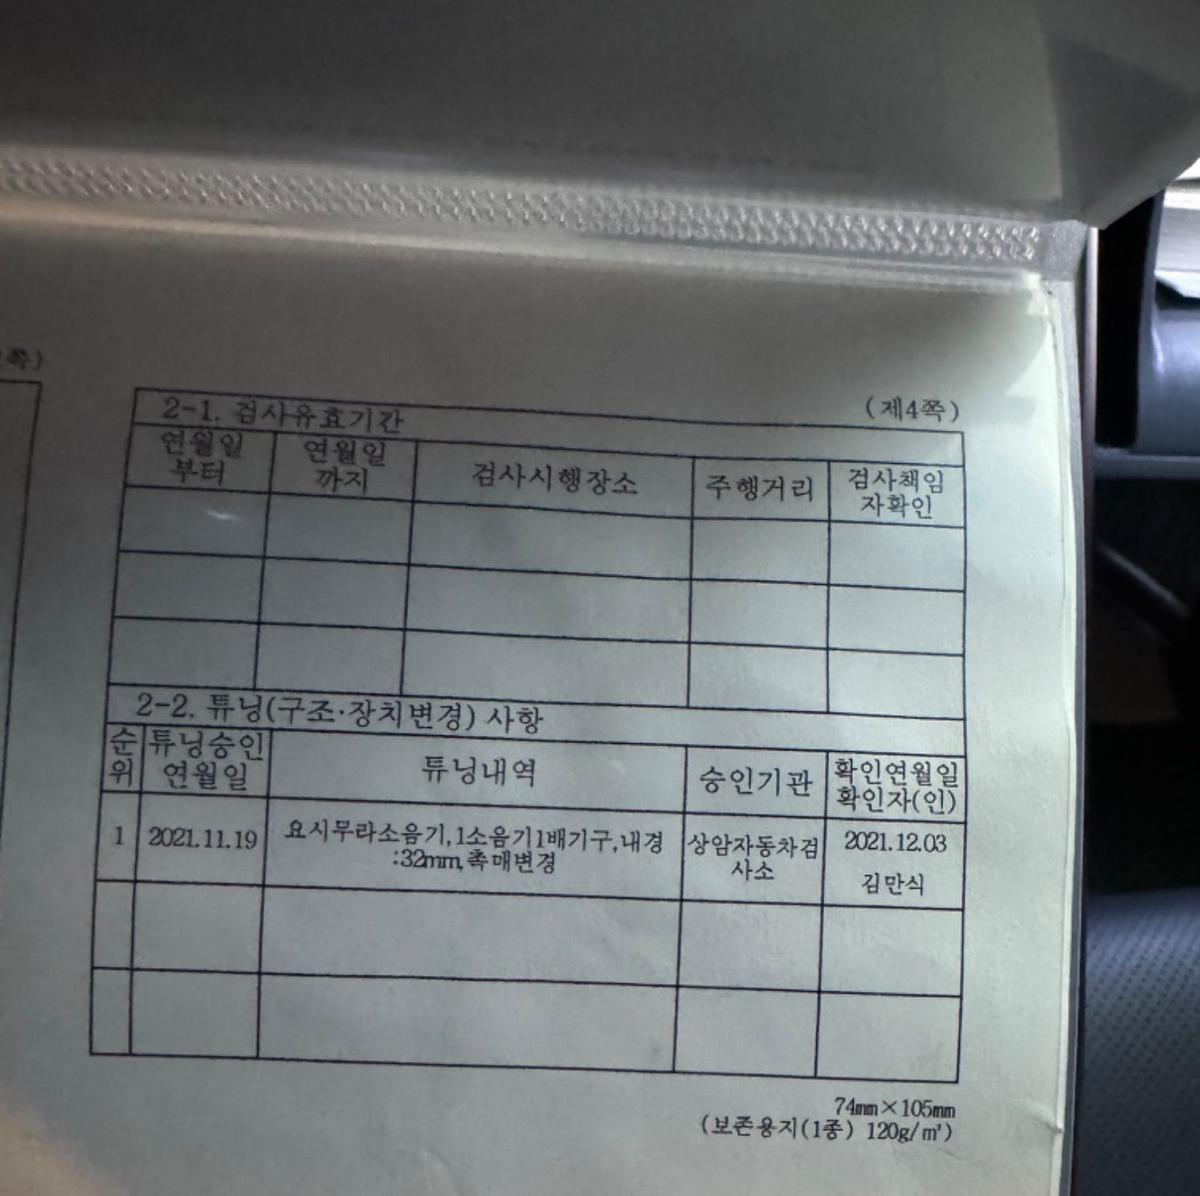 쪽)
(제4쪽)
2-1. 검사유효기간
연월일
부터
연월일
까지
검사시행장소
주행거리
검사책임
자확인
2-2. 튜닝(구조·장치변경) 사항
순
위
튜닝승인
연월일
튜닝내역
승인기관
확인연월일
확인자(인)
1
2021.11.19
요시무라소음기,1소음기1배기구,내경
:32mm,촉매변경
상암자동차검
사소
2021.12.03
김만식
74㎜×105㎜
(보존용지(1종) 120g/㎡)